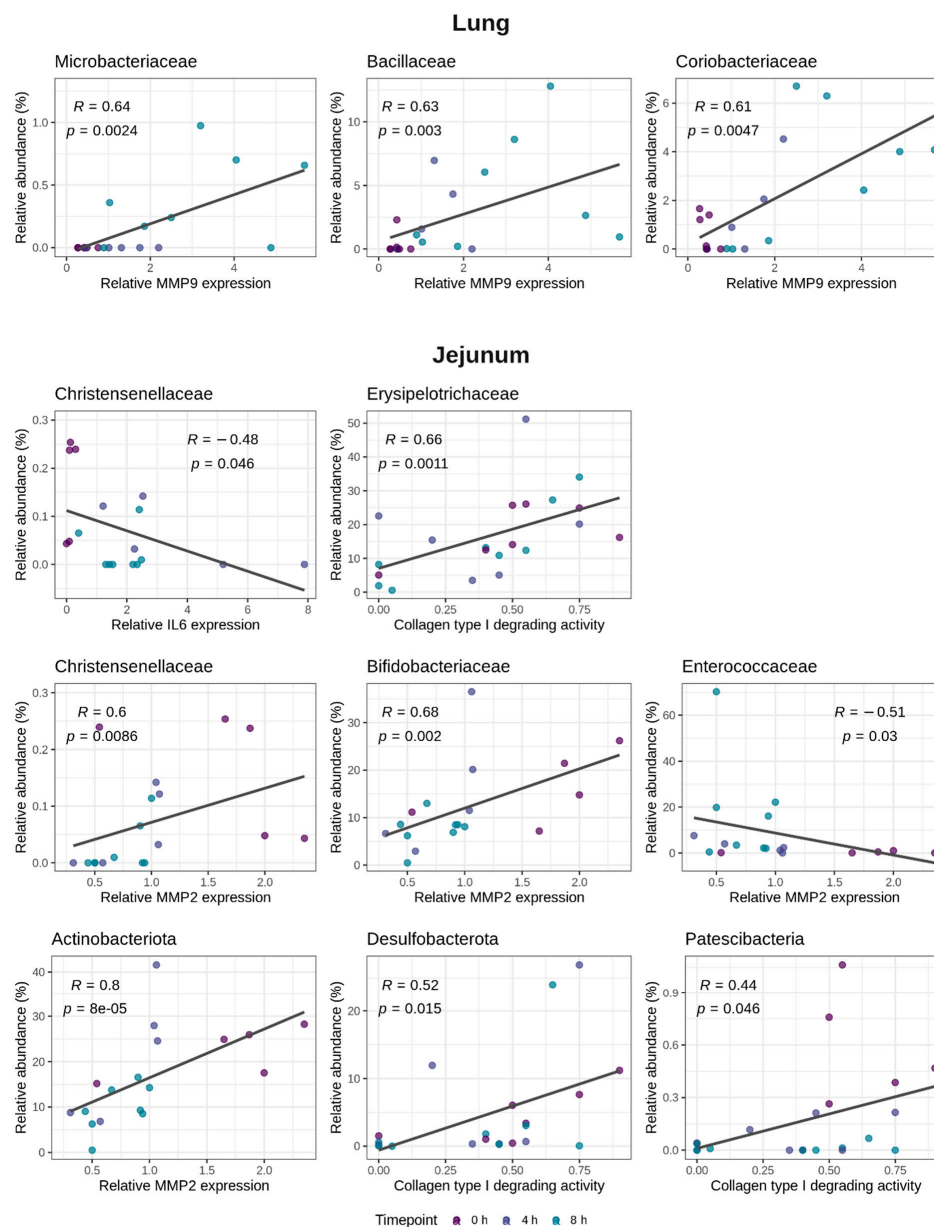 Lung
Microbacteriaceae
Bacillaceae
Coriobacteriaceae
Relative abundance (%)
1.0
0.5
0.0
R = 0.64
p = 0.0024
0
2
4
Relative MMP9 expression
Relative abundance (%)
10
5
0
R = 0.63
p = 0.003
0
2
4
Relative MMP9 expression
Relative abundance (%)
6
4
2
0
R = 0.61
p = 0.0047
0
2
4
Relative MMP9 expression
Jejunum
Christensenellaceae
Erysipelotrichaceae
Relative abundance (%)
0.3
0.2
0.1
0.0
R = −0.48
p = 0.046
0
2
4
6
8
Relative IL6 expression
Relative abundance (%)
50
40
30
20
10
0
R = 0.66
p = 0.0011
0.00
0.25
0.50
0.75
Collagen type I degrading activity
Christensenellaceae
Bifidobacteriaceae
Enterococcaceae
Relative abundance (%)
0.3
0.2
0.1
0.0
R = 0.6
p = 0.0086
0.5
1.0
1.5
2.0
Relative MMP2 expression
Relative abundance (%)
30
20
10
0
R = 0.68
p = 0.002
0.5
1.0
1.5
2.0
Relative MMP2 expression
Relative abundance (%)
60
40
20
0
R = −0.51
p = 0.03
0.5
1.0
1.5
2.0
Relative MMP2 expression
Actinobacteriota
Desulfobacterota
Patescibacteria
Relative abundance (%)
40
30
20
10
0
R = 0.8
p = 8e-05
0.5
1.0
1.5
2.0
Relative MMP2 expression
Relative abundance (%)
20
10
0
R = 0.52
p = 0.015
0.00
0.25
0.50
0.75
Collagen type I degrading activity
Relative abundance (%)
0.9
0.6
0.3
0.0
R = 0.44
p = 0.046
0.00
0.25
0.50
0.75
Collagen type I degrading activity
Timepoint 0 h 4 h 8 h